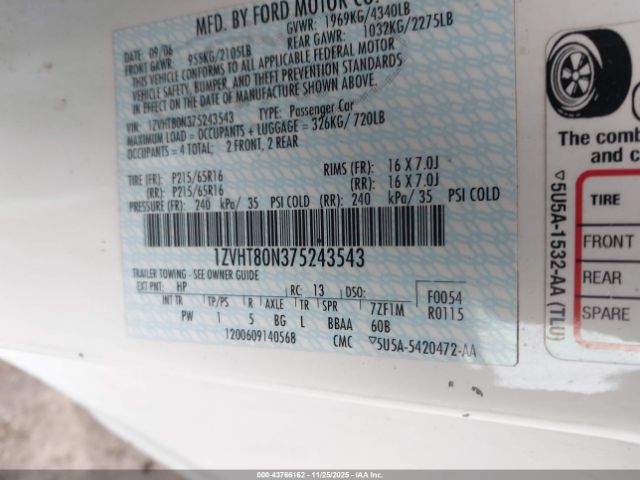 MFD. BY FORD MOTOR CO.
DATE 09/06 GVWR: 1969KG/4340LB
FRONT GAWR: 955KG/2105LB REAR GAWR: 1032KG/2275LB
THIS VEHICLE CONFORMS TO ALL APPLICABLE FEDERAL MOTOR
VEHICLE SAFETY, BUMPER, AND THEFT PREVENTION STANDARDS
IN EFFECT ON THE DATE OF MANUFACTURE SHOWN ABOVE.
VIN: 1ZVHT80N375243543 TYPE: Passenger Car
MAXIMUM LOAD = OCCUPANTS + LUGGAGE = 326KG/ 720LB
OCCUPANTS = 4 TOTAL: 2 FRONT, 2 REAR
TIRE (FR): P215/65R16 RIMS (FR): 16 X 7.0J
(RR): P215/65R16 (RR): 16 X 7.0J
PRESSURE (FR): 240 kPa/ 35 PSI COLD (RR): 240 kPa/ 35 PSI COLD
1ZVHT80N375243543
TRAILER TOWING - SEE OWNER GUIDE
EXT PNT: HP RC: 13 DSO: F0054
INT TR TP/PS R AXLE TR SPR 7ZF1M R0115
PW 1 5 BG L BBAA 60B
1200609140568 CMC ▽5U5A-5420472-AA
The comb
and c
TIRE
FRONT
REAR
SPARE
▽5U5A-1532-AA (TLU)
000-43766162 - 11/25/2025 - IAAI.com